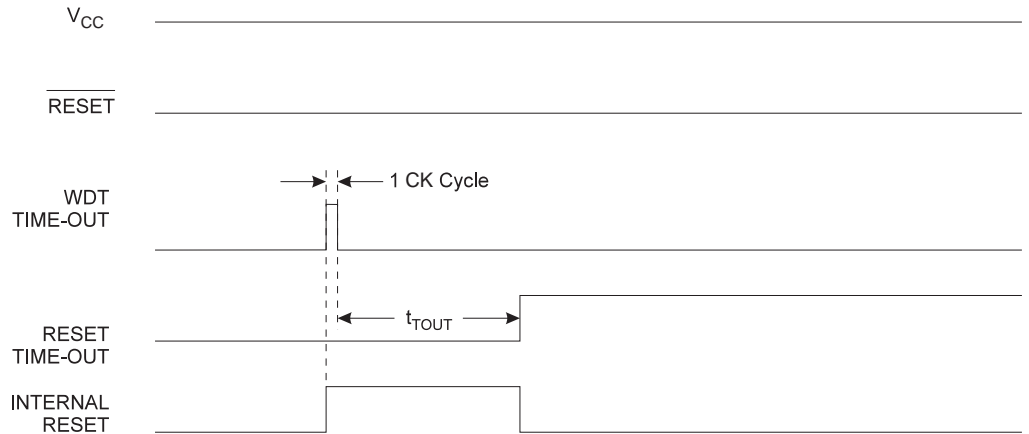 VCC
RESET
1 CK Cycle
WDT
TIME-OUT
tTOUT
RESET
TIME-OUT
INTERNAL
RESET